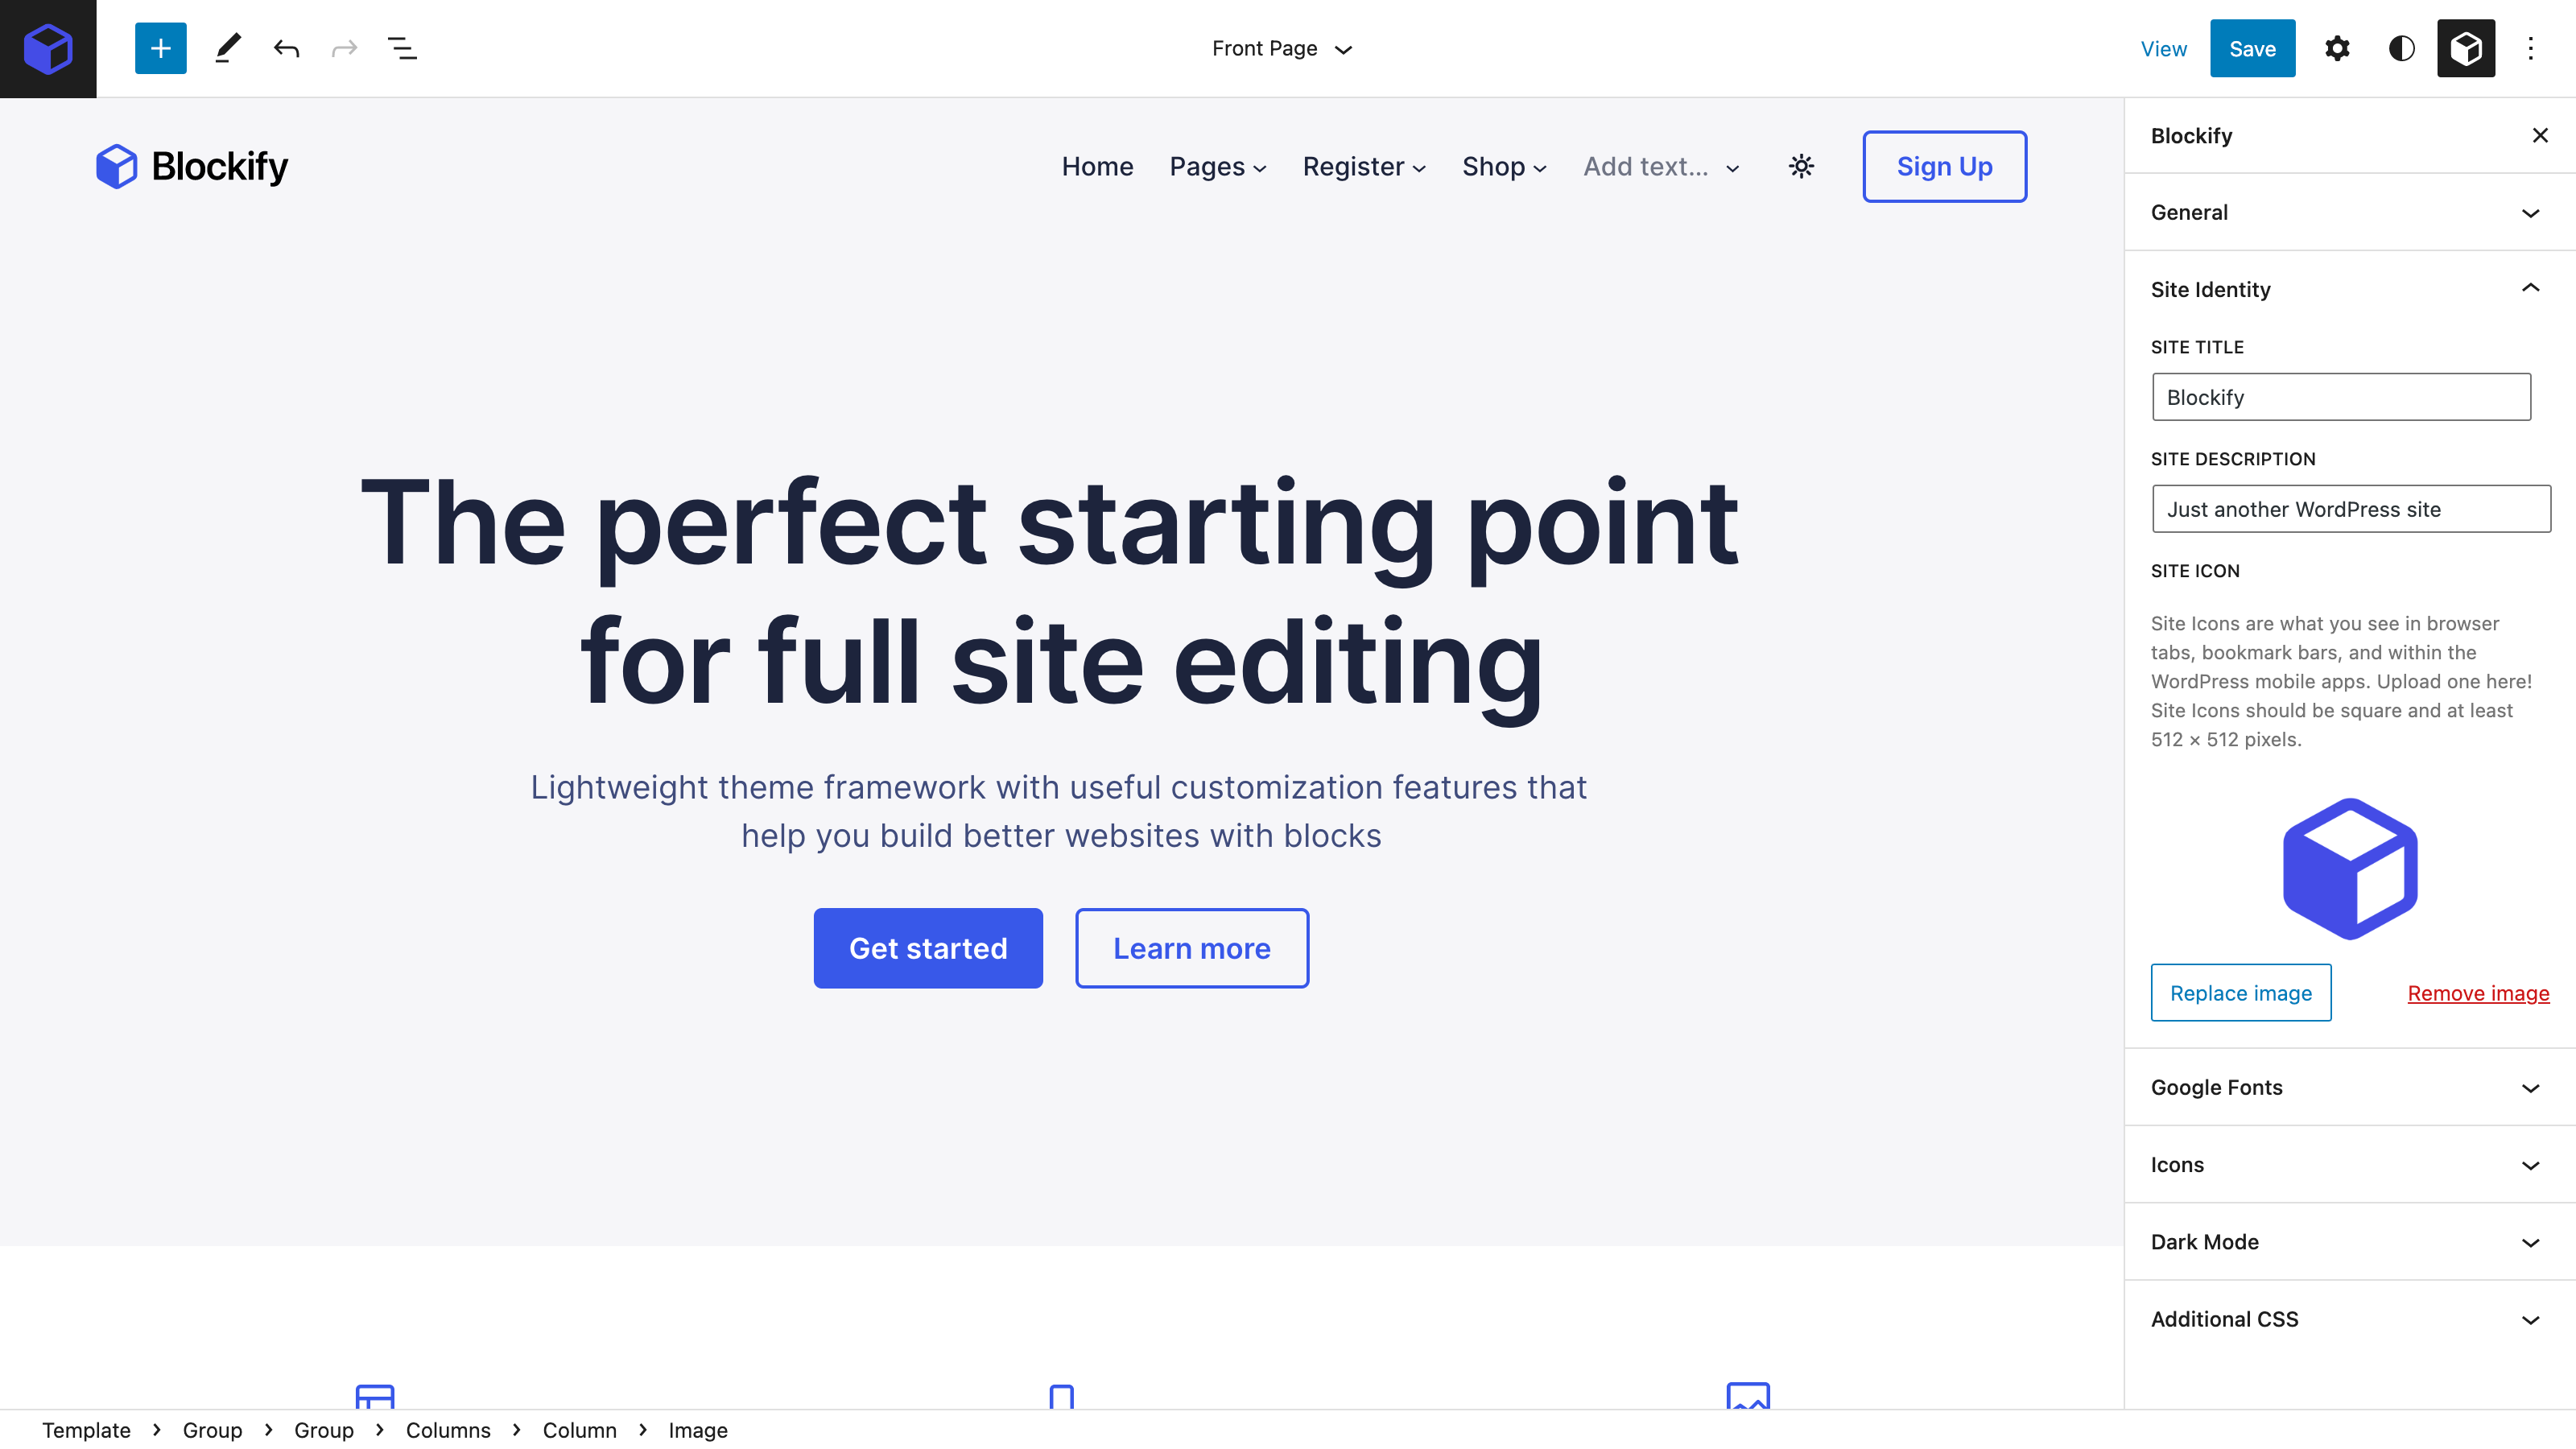 Front Page
View
Save
Blockify
Home
Pages
Register
Shop
Add text...
Sign Up
The perfect starting point
for full site editing
Lightweight theme framework with useful customization features that
help you build better websites with blocks
Get started
Learn more
Blockify
General
Site Identity
SITE TITLE
Blockify
SITE DESCRIPTION
Just another WordPress site
SITE ICON
Site Icons are what you see in browser
tabs, bookmark bars, and within the
WordPress mobile apps. Upload one here!
Site Icons should be square and at least
512 × 512 pixels.
Replace image
Remove image
Google Fonts
Icons
Dark Mode
Additional CSS
Template > Group > Group > Columns > Column > Image